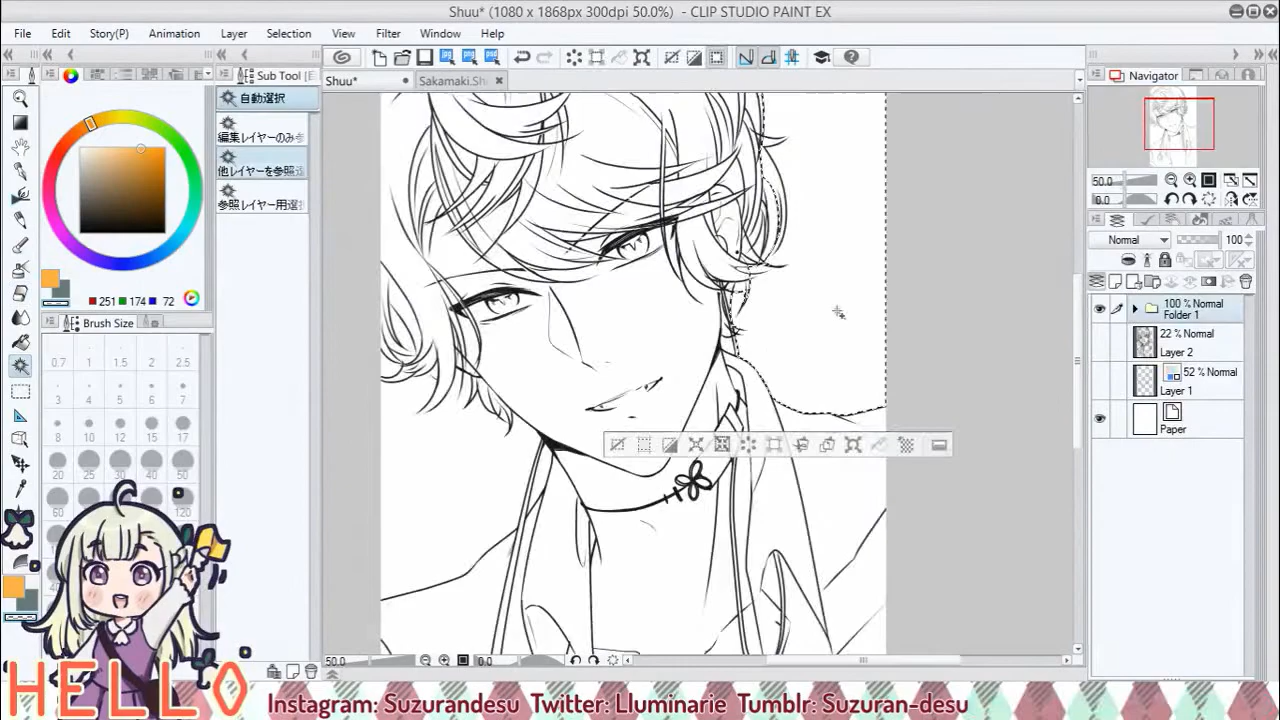 Shuu* (1080 x 1868px 300dpi 50.0%) - CLIP STUDIO PAINT EX
File Edit Story(P) Animation Layer Selection View Filter Window Help
Sub Tool [E
Shuu*
Sakamaki.Sh
Navigator
自動選択
編集レイヤーのみ参
他レイヤーを参照選
参照レイヤー用選択
50.0
0.0
Normal 100
251 174 72
Brush Size
0.7 1 1.5 2 2.5
3 4 5 6 7
8 10 12 15 17
20 25 30 40 50
60 120
100 % Normal
Folder 1
22 % Normal
Layer 2
52 % Normal
Layer 1
Paper
50.0 0.0
HELLO
Instagram: Suzurandesu Twitter: Lluminarie Tumblr: Suzuran-desu